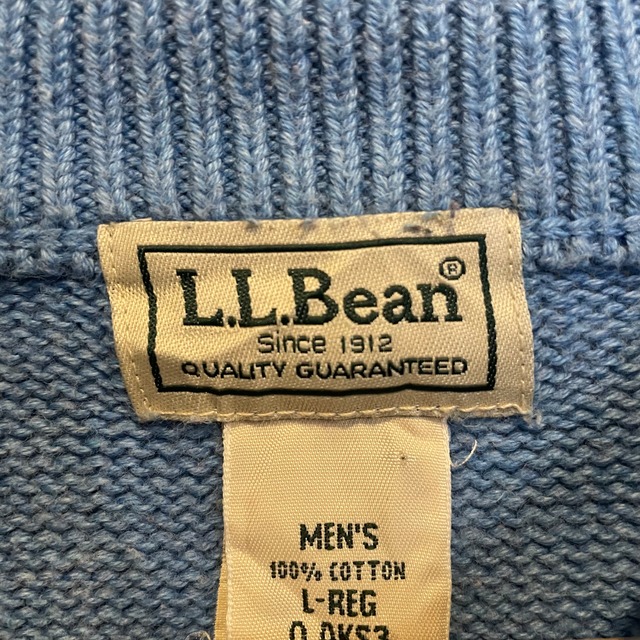 L.L.Bean®
Since 1912
QUALITY GUARANTEED
MEN'S
100% COTTON
L-REG